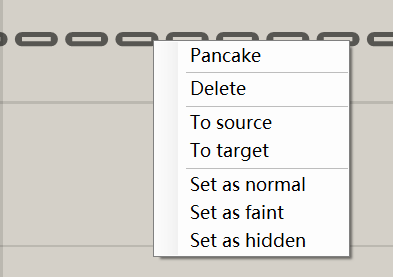 Pancake
Delete
To source
To target
Set as normal
Set as faint
Set as hidden